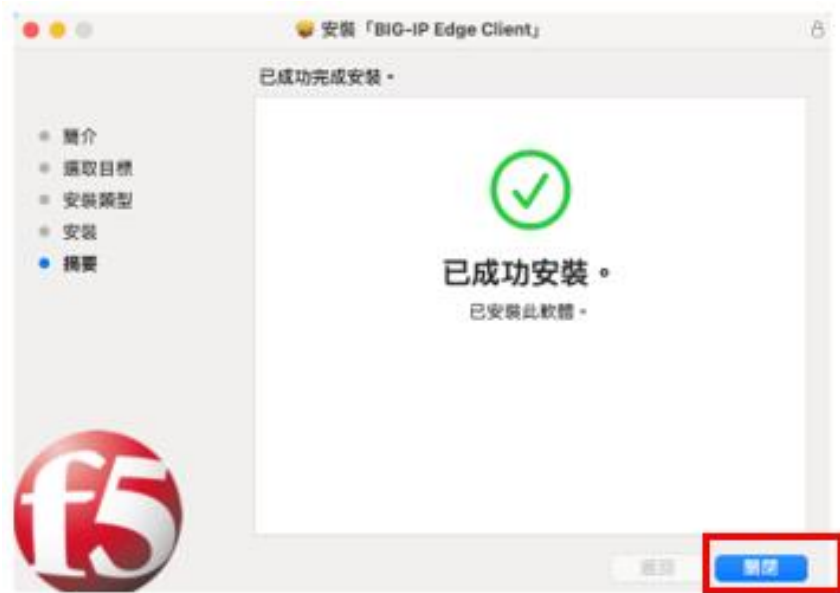 安裝「BIG-IP Edge Client」
已成功完成安裝。
簡介
選取目標
安裝類型
安裝
摘要
已成功安裝。
已安裝此軟體。
f5
關閉